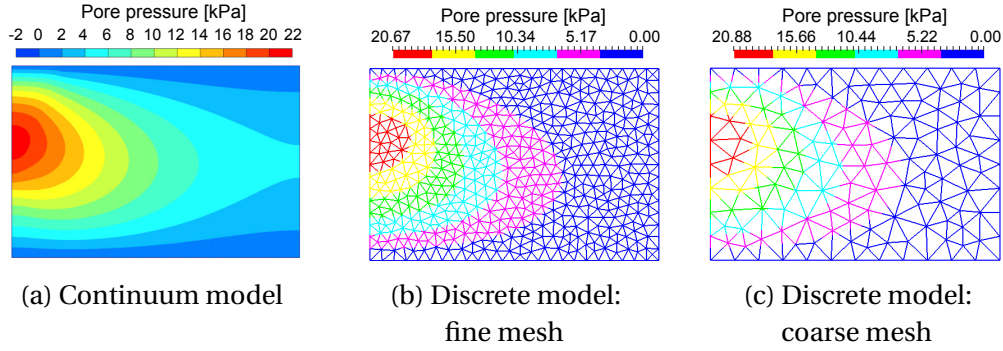 Pore pressure [kPa]
-2 0 2 4 6 8 10 12 14 16 18 20 22
(a) Continuum model
Pore pressure [kPa]
20.67 15.50 10.34 5.17 0.00
(b) Discrete model:
fine mesh
Pore pressure [kPa]
20.88 15.66 10.44 5.22 0.00
(c) Discrete model:
coarse mesh